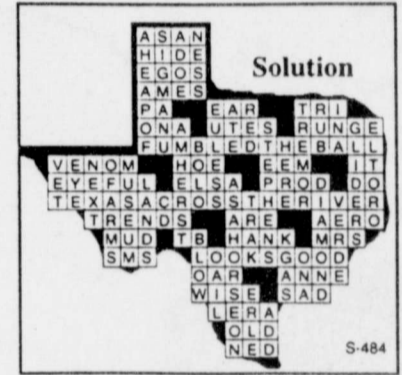 ASAN
HIDE
EGOS
Solution
AMES
PA EAR TRI
ONA UTES RUNGE
FUMBLEDTHEBALL
VENOM HOE EEM IT
EYEFUL ELSA PROD DO
TEXASACROSSTHERIVER
TRENDS ARE AERO
MUD TB HANK MRS
SMS LOOKSGOOD
OAR ANNE
WISE SAD
LERA
OLD
NED
S-484